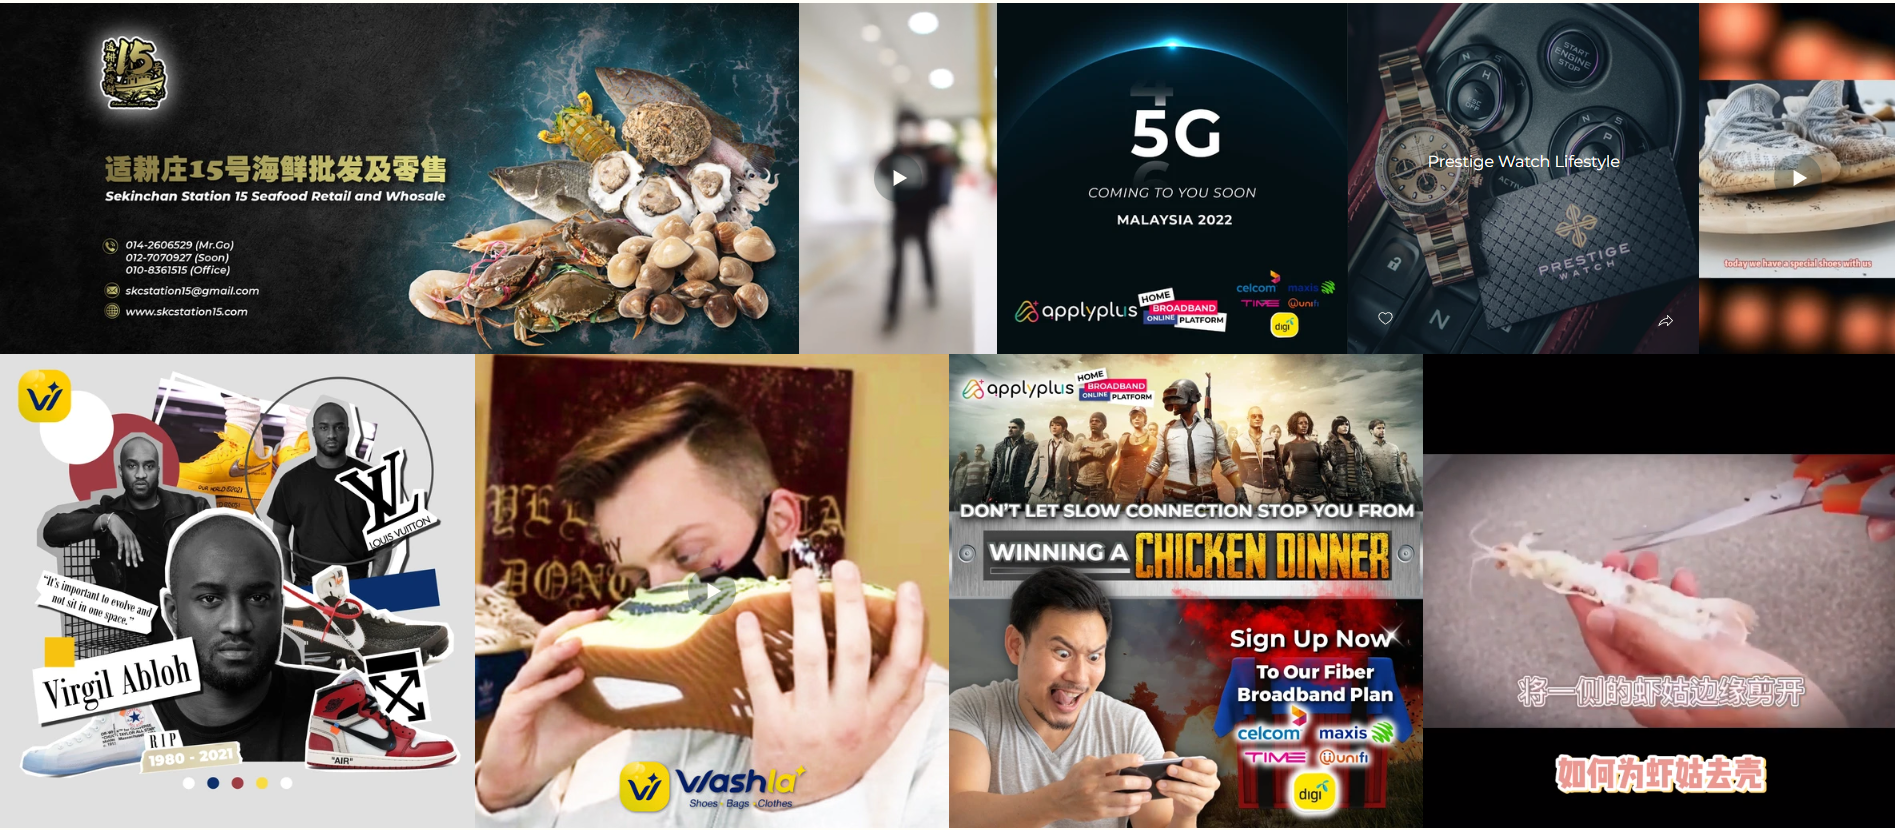 15
适耕庄15号海鲜批发及零售
Sekinchan Station 15 Seafood Retail and Whosale
014-2606529 (Mr.Go)
012-7070927 (Soon)
010-8361515 (Office)
skcstation15@gmail.com
www.skcstation15.com
5G
COMING TO YOU SOON
MALAYSIA 2022
applyplus
HOME
BROADBAND
ONLINE PLATFORM
celcom maxis
TIME unifi
digi
START
ENGINE
STOP
Prestige Watch Lifestyle
PRESTIGE
WATCH
today we have a special shoes with us
LOUIS VUITTON
"It's important to evolve and
not sit in one space."
Virgil Abloh
RIP
1980 - 2021
"AIR"
Washla
Shoes Bags Clothes
applyplus
HOME
BROADBAND
ONLINE PLATFORM
DON'T LET SLOW CONNECTION STOP YOU FROM
WINNING A CHICKEN DINNER
Sign Up Now
To Our Fiber
Broadband Plan
celcom maxis
TIME unifi
digi
将一侧的虾姑边缘剪开
如何为虾姑去壳